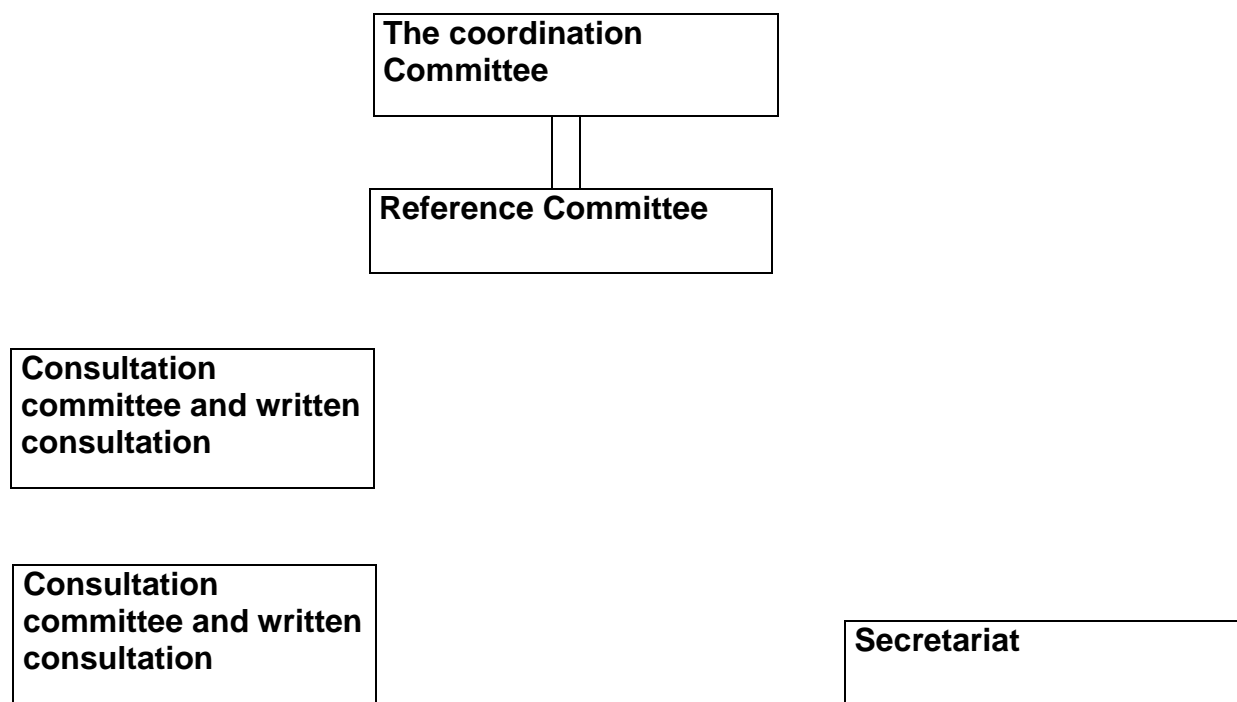 The coordination
Committee
Reference Committee
Consultation
committee and written
consultation
Consultation
committee and written
consultation
Secretariat